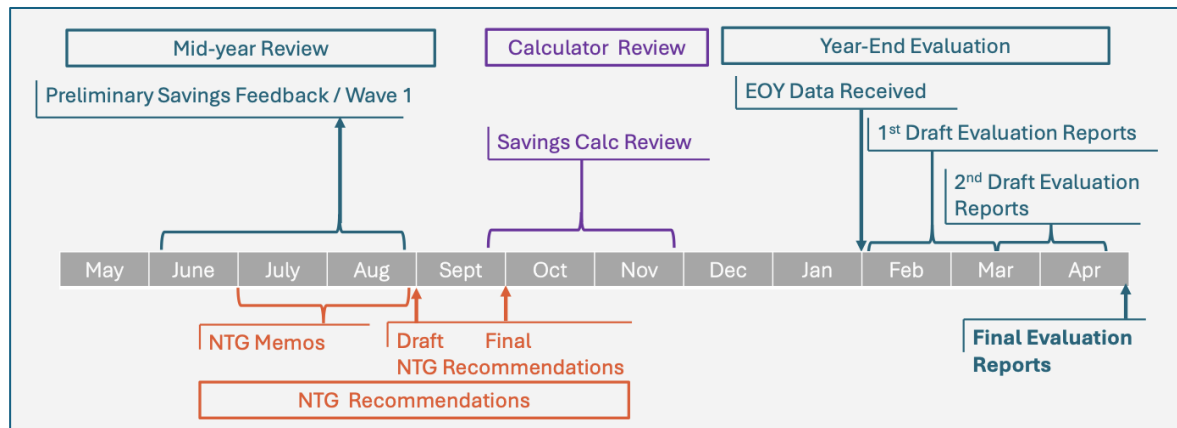 Mid-year Review
Calculator Review
Year-End Evaluation
Preliminary Savings Feedback / Wave 1
EOY Data Received
1st Draft Evaluation Reports
Savings Calc Review
2nd Draft Evaluation
Reports
May June July Aug Sept Oct Nov Dec Jan Feb Mar Apr
NTG Memos
Draft Final
NTG Recommendations
Final Evaluation
Reports
NTG Recommendations